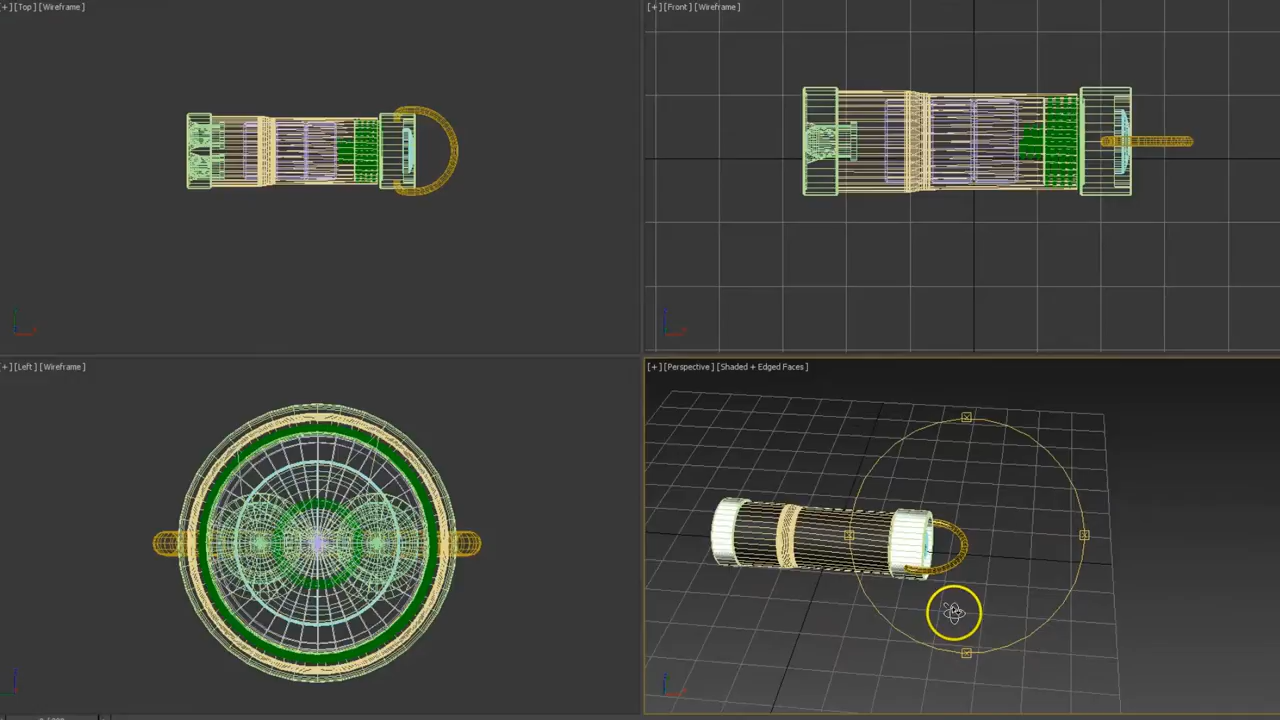 [+] [Top] [Wireframe]
[+] [Front] [Wireframe]
[+] [Left] [Wireframe]
[+] [Perspective] [Shaded + Edged Faces]